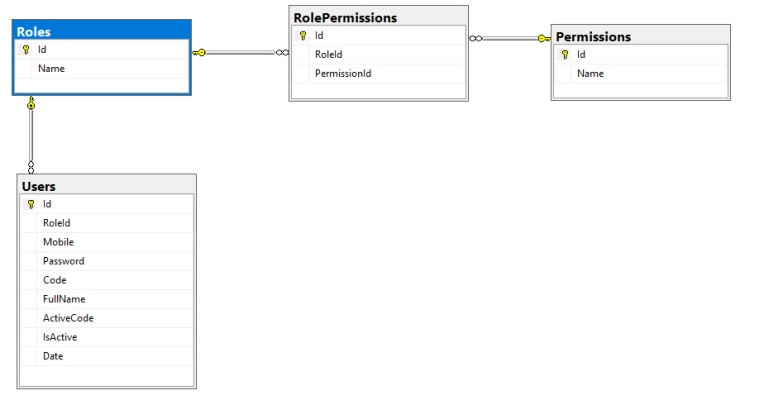 Roles
Id
Name
RolePermissions
Id
RoleId
PermissionId
Permissions
Id
Name
Users
Id
RoleId
Mobile
Password
Code
FullName
ActiveCode
IsActive
Date